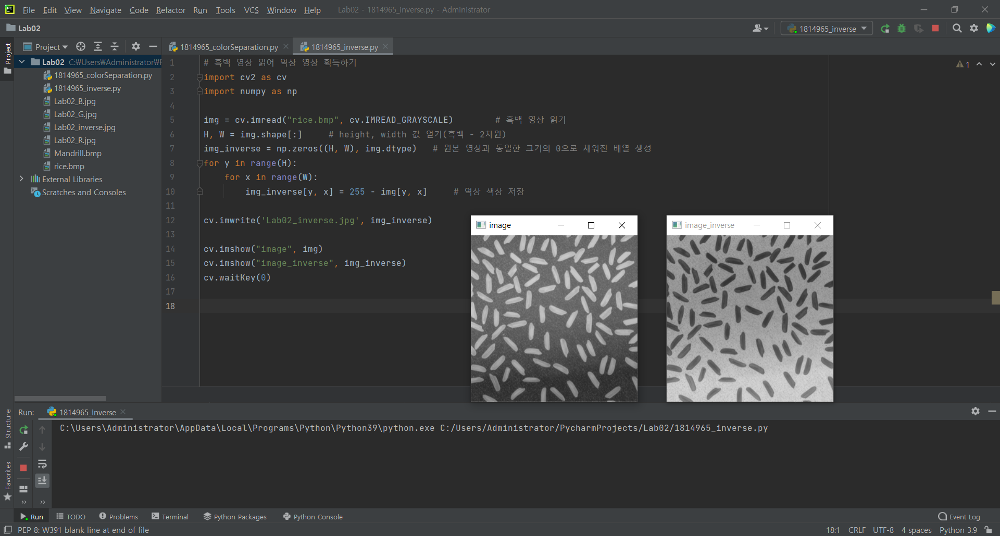 File Edit View Navigate Code Refactor Run Tools VCS Window Help Lab02 - 1814965_inverse.py - Administrator
Lab02 1814965_inverse
Project 1814965_colorSeparation.py 1814965_inverse.py
Project
Lab02 C:₩Users₩Administrator₩
1814965_colorSeparation.py
1814965_inverse.py
Lab02_B.jpg
Lab02_G.jpg
Lab02_inverse.jpg
Lab02_R.jpg
Mandrill.bmp
rice.bmp
External Libraries
Scratches and Consoles
1 # 흑백 영상 읽어 역상 영상 획득하기
2 import cv2 as cv
3 import numpy as np
4
5 img = cv.imread("rice.bmp", cv.IMREAD_GRAYSCALE) # 흑백 영상 읽기
6 H, W = img.shape[:] # height, width 값 얻기(흑백 - 2차원)
7 img_inverse = np.zeros((H, W), img.dtype) # 원본 영상과 동일한 크기의 0으로 채워진 배열 생성
8 for y in range(H):
9 for x in range(W):
10 img_inverse[y, x] = 255 - img[y, x] # 역상 색상 저장
11
12 cv.imwrite('Lab02_inverse.jpg', img_inverse)
13
14 cv.imshow("image", img)
15 cv.imshow("image_inverse", img_inverse)
16 cv.waitKey(0)
17
18
1
image
image_inverse
Run: 1814965_inverse
C:\Users\Administrator\AppData\Local\Programs\Python\Python39\python.exe C:/Users/Administrator/PycharmProjects/Lab02/1814965_inverse.py
Structure
Favorites
Run TODO Problems Terminal Python Packages Python Console Event Log
PEP 8: W391 blank line at end of file 18:1 CRLF UTF-8 4 spaces Python 3.9